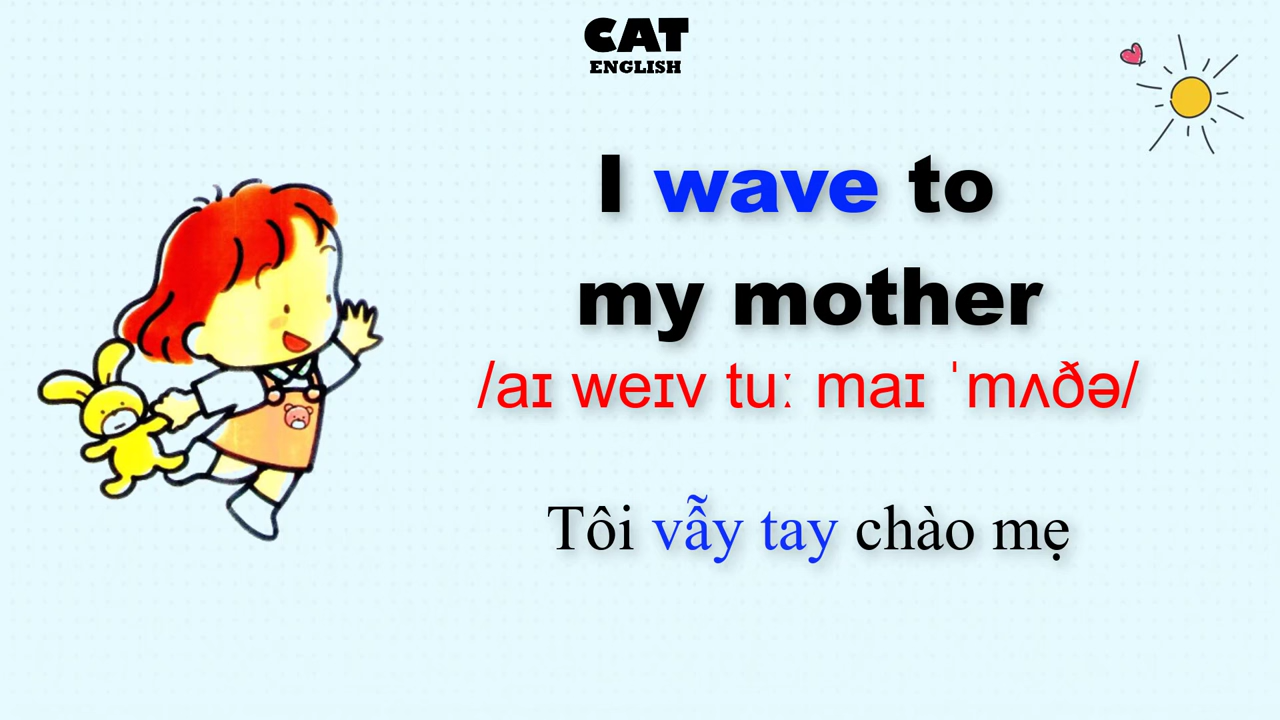 CAT
ENGLISH
I wave to
my mother
/aɪ weɪv tuː maɪ ˈmʌðə/
Tôi vẫy tay chào mẹ